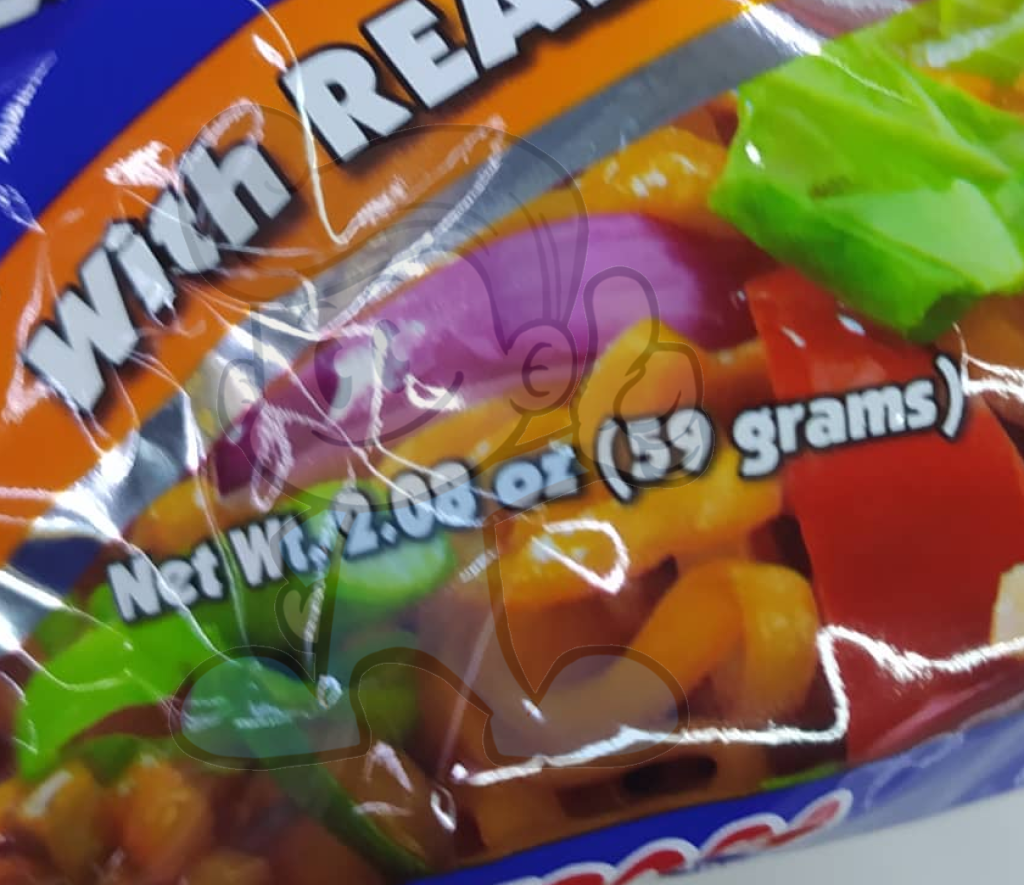 With REA
Net Wt. 2.08 oz (59 grams)